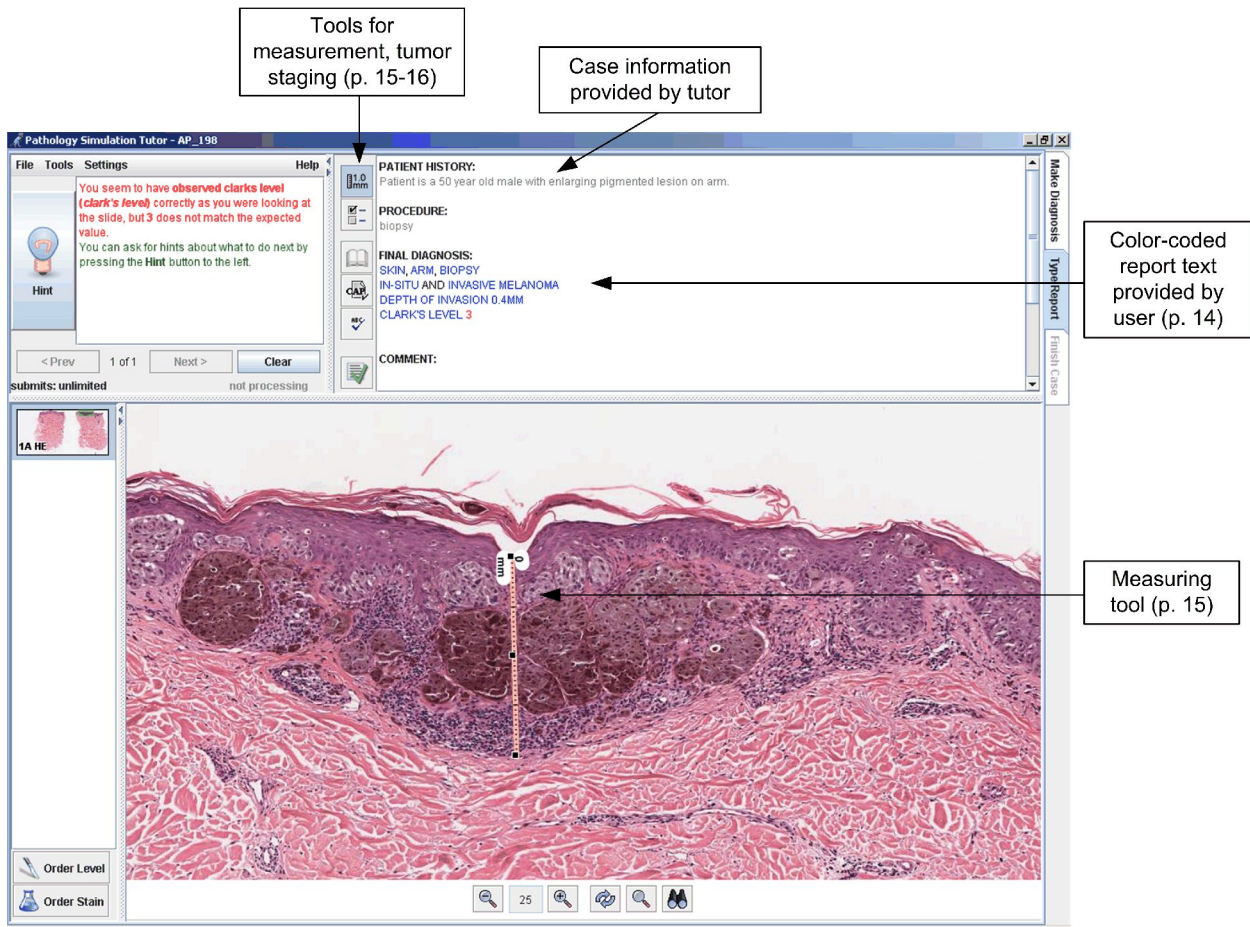 Tools for
measurement, tumor
staging (p. 15-16)
Case information
provided by tutor
Pathology Simulation Tutor - AP_198
File Tools Settings Help
You seem to have observed clarks level
(clark's level) correctly as you were looking at
the slide, but 3 does not match the expected
value.
You can ask for hints about what to do next by
pressing the Hint button to the left.
Hint
< Prev 1 of 1 Next > Clear
submits: unlimited not processing
1.0
mm
CAP
ABC
PATIENT HISTORY:
Patient is a 50 year old male with enlarging pigmented lesion on arm.
PROCEDURE:
biopsy
FINAL DIAGNOSIS:
SKIN, ARM, BIOPSY
IN-SITU AND INVASIVE MELANOMA
DEPTH OF INVASION 0.4MM
CLARK'S LEVEL 3
COMMENT:
Make Diagnosis
Type Report
Finish Case
Color-coded
report text
provided by
user (p. 14)
1A HE
0
mm
Measuring
tool (p. 15)
Order Level
Order Stain
25